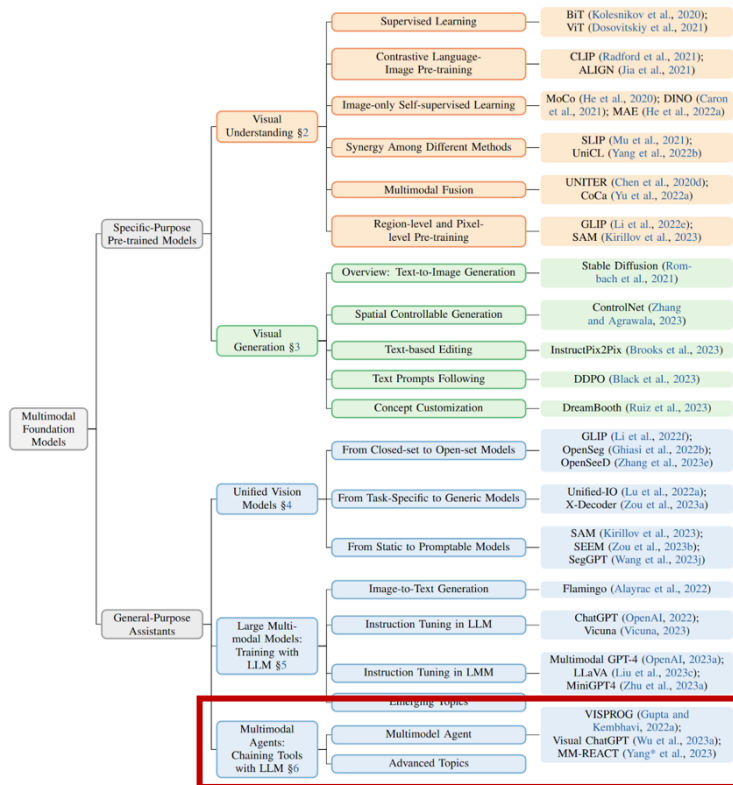 Supervised Learning
BiT (Kolesnikov et al., 2020);
ViT (Dosovitskiy et al., 2021)
Contrastive Language-
Image Pre-training
CLIP (Radford et al., 2021);
ALIGN (Jia et al., 2021)
Image-only Self-supervised Learning
MoCo (He et al., 2020); DINO (Caron
et al., 2021); MAE (He et al., 2022a)
Visual
Understanding §2
Synergy Among Different Methods
SLIP (Mu et al., 2021);
UniCL (Yang et al., 2022b)
Multimodal Fusion
UNITER (Chen et al., 2020d);
CoCa (Yu et al., 2022a)
Specific-Purpose
Pre-trained Models
Region-level and Pixel-
level Pre-training
GLIP (Li et al., 2022e);
SAM (Kirillov et al., 2023)
Overview: Text-to-Image Generation
Stable Diffusion (Rom-
bach et al., 2021)
Spatial Controllable Generation
ControlNet (Zhang
and Agrawala, 2023)
Visual
Generation §3
Text-based Editing
InstructPix2Pix (Brooks et al., 2023)
Text Prompts Following
DDPO (Black et al., 2023)
Concept Customization
DreamBooth (Ruiz et al., 2023)
Multimodal
Foundation
Models
From Closed-set to Open-set Models
GLIP (Li et al., 2022f);
OpenSeg (Ghiasi et al., 2022b);
OpenSeeD (Zhang et al., 2023e)
Unified Vision
Models §4
From Task-Specific to Generic Models
Unified-IO (Lu et al., 2022a);
X-Decoder (Zou et al., 2023a)
From Static to Promptable Models
SAM (Kirillov et al., 2023);
SEEM (Zou et al., 2023b);
SegGPT (Wang et al., 2023j)
General-Purpose
Assistants
Image-to-Text Generation
Flamingo (Alayrac et al., 2022)
Large Multi-
modal Models:
Training with
LLM §5
Instruction Tuning in LLM
ChatGPT (OpenAI, 2022);
Vicuna (Vicuna, 2023)
Instruction Tuning in LMM
Multimodal GPT-4 (OpenAI, 2023a);
LLaVA (Liu et al., 2023c);
MiniGPT4 (Zhu et al., 2023a)
Emerging Topics
Multimodal
Agents:
Chaining Tools
with LLM §6
Multimodel Agent
VISPROG (Gupta and
Kembhavi, 2022a);
Visual ChatGPT (Wu et al., 2023a);
MM-REACT (Yang* et al., 2023)
Advanced Topics